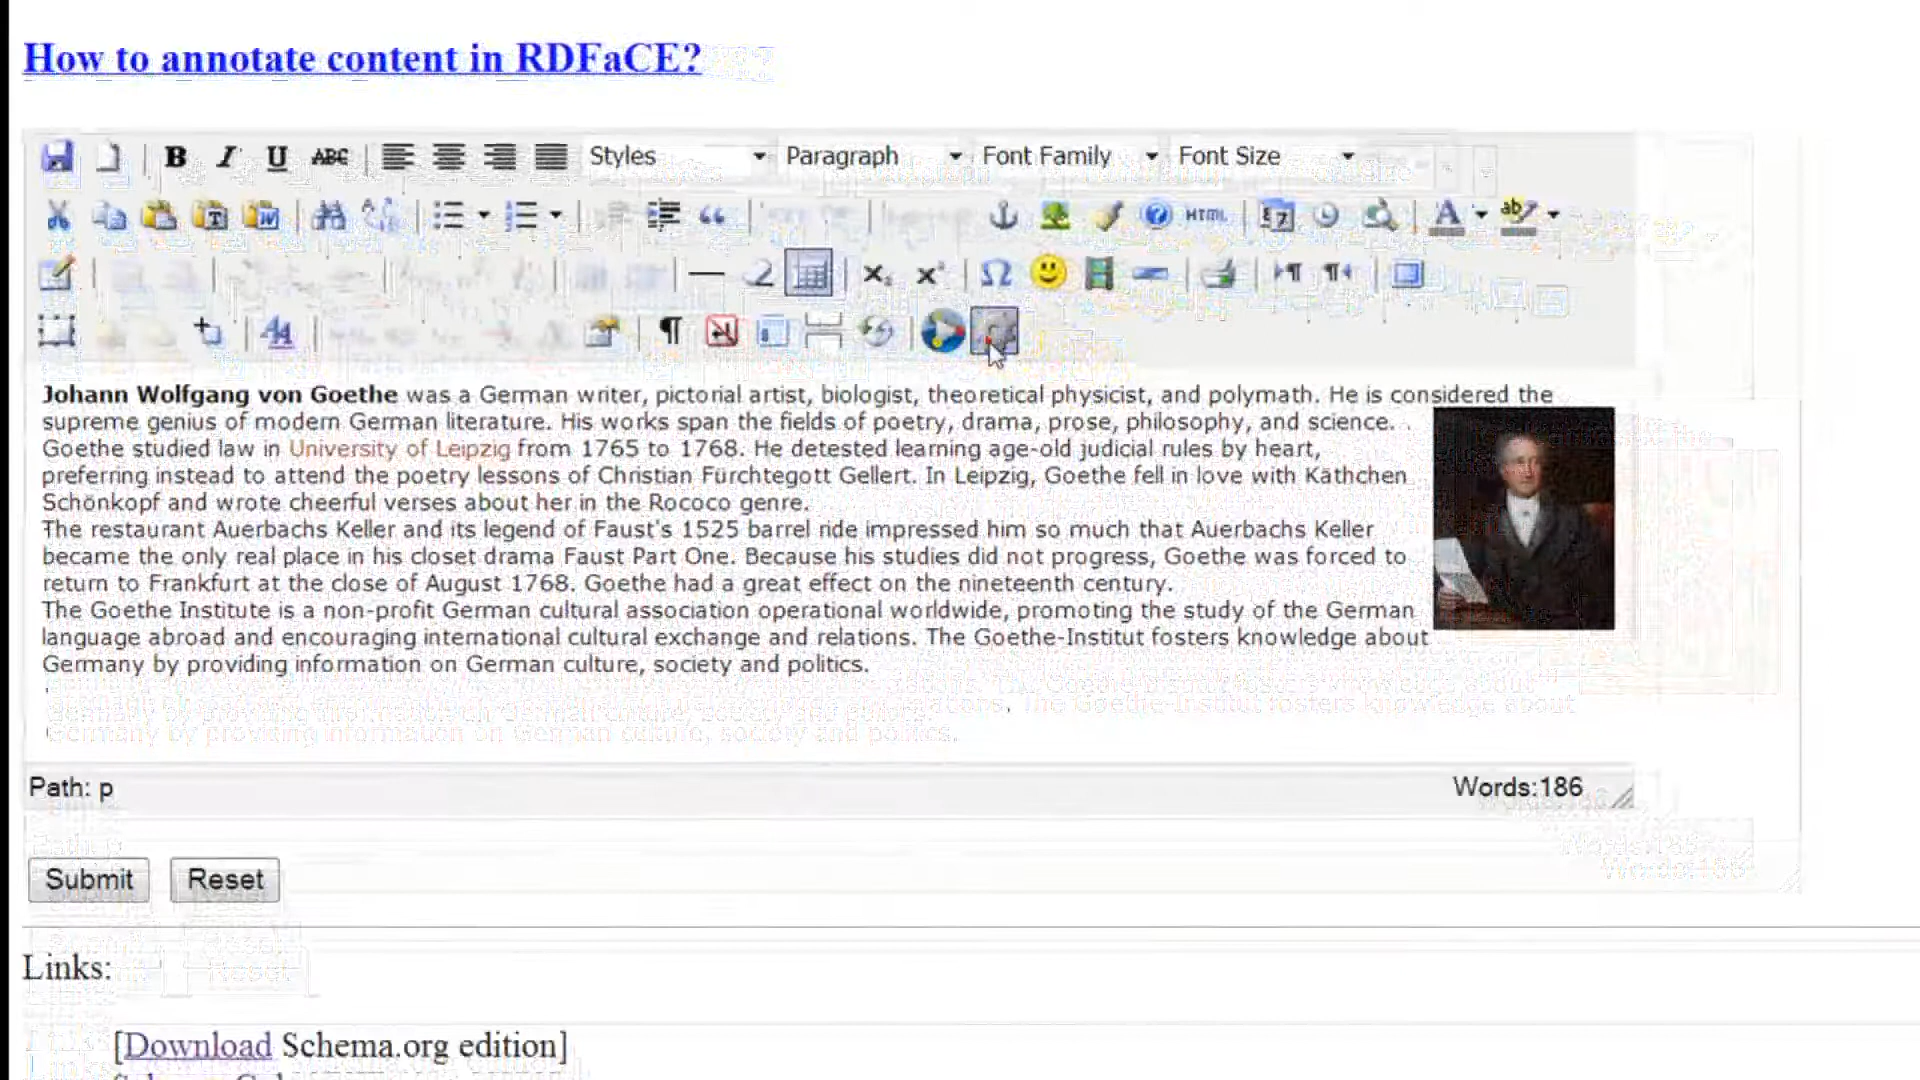 How to annotate content in RDFaCE?
B I U ABC Styles Paragraph Font Family Font Size
HTML
Johann Wolfgang von Goethe was a German writer, pictorial artist, biologist, theoretical physicist, and polymath. He is considered the
supreme genius of modern German literature. His works span the fields of poetry, drama, prose, philosophy, and science.
Goethe studied law in University of Leipzig from 1765 to 1768. He detested learning age-old judicial rules by heart,
preferring instead to attend the poetry lessons of Christian Fürchtegott Gellert. In Leipzig, Goethe fell in love with Käthchen
Schönkopf and wrote cheerful verses about her in the Rococo genre.
The restaurant Auerbachs Keller and its legend of Faust's 1525 barrel ride impressed him so much that Auerbachs Keller
became the only real place in his closet drama Faust Part One. Because his studies did not progress, Goethe was forced to
return to Frankfurt at the close of August 1768. Goethe had a great effect on the nineteenth century.
The Goethe Institute is a non-profit German cultural association operational worldwide, promoting the study of the German
language abroad and encouraging international cultural exchange and relations. The Goethe-Institut fosters knowledge about
Germany by providing information on German culture, society and politics.
Path: p Words:186
Submit Reset
Links:
[Download Schema.org edition]